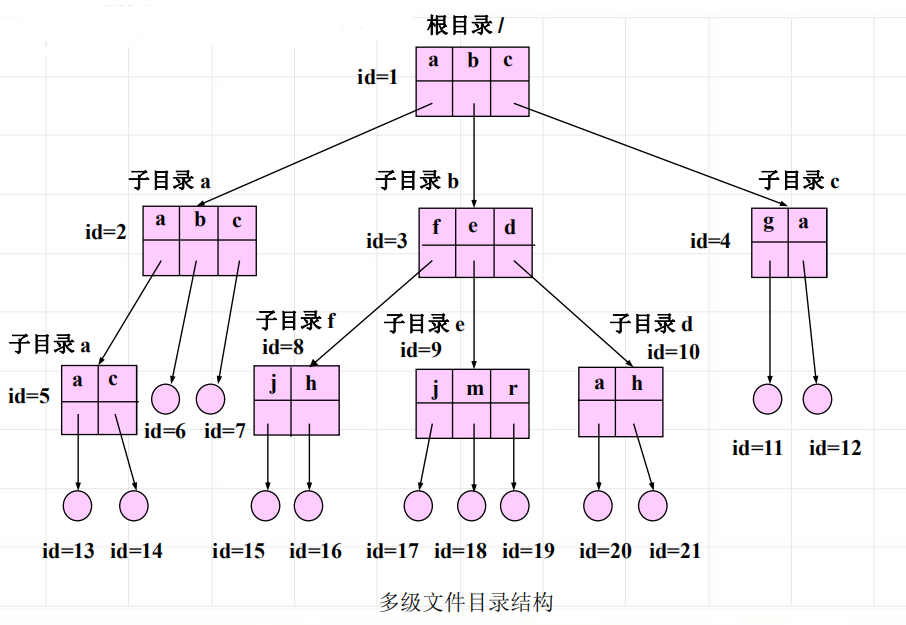 根目录 /
id=1
a b c
子目录 a
子目录 b
子目录 c
id=2
a b c
id=3
f e d
id=4
g a
子目录 a
子目录 f
id=8
子目录 e
id=9
子目录 d
id=10
id=5
a c
id=6
id=7
j h
j m r
a h
id=11
id=12
id=13
id=14
id=15
id=16
id=17
id=18
id=19
id=20
id=21
多级文件目录结构